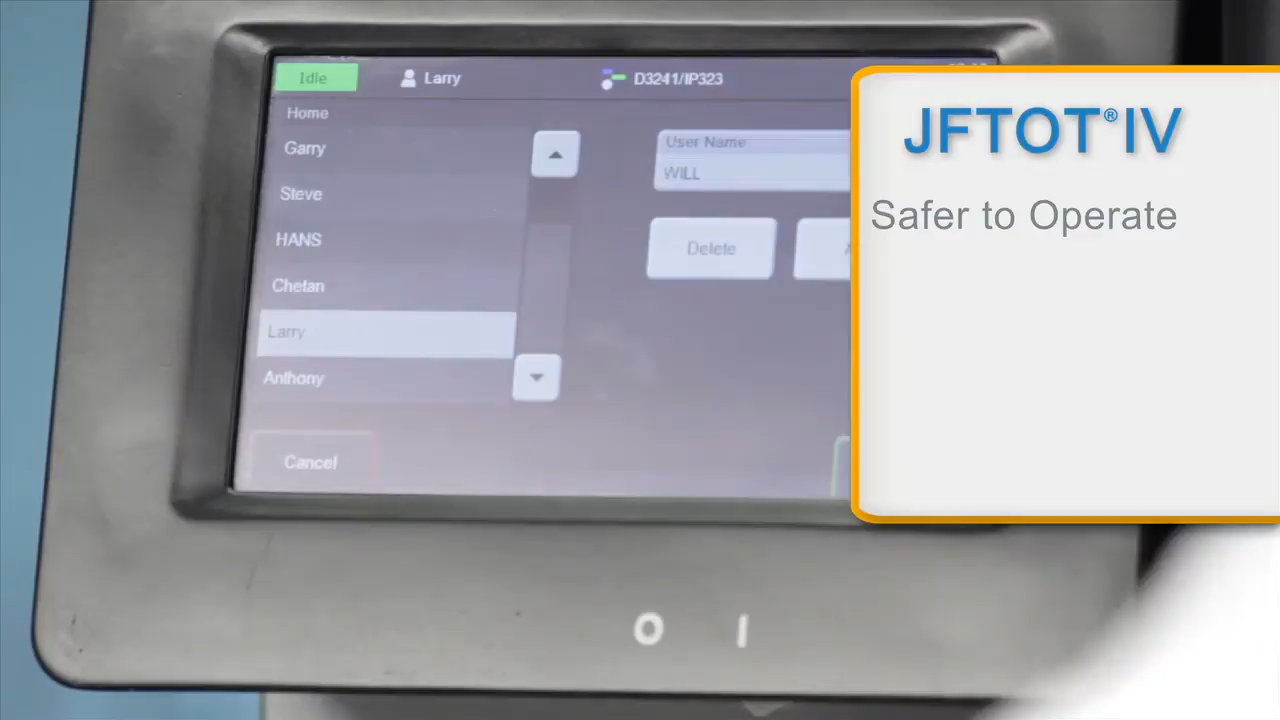 Idle
Larry
D3241/IP323
Home
Garry
Steve
HANS
Chetan
Larry
Anthony
Cancel
User Name
WILL
Delete
O I
JFTOT®IV
Safer to Operate